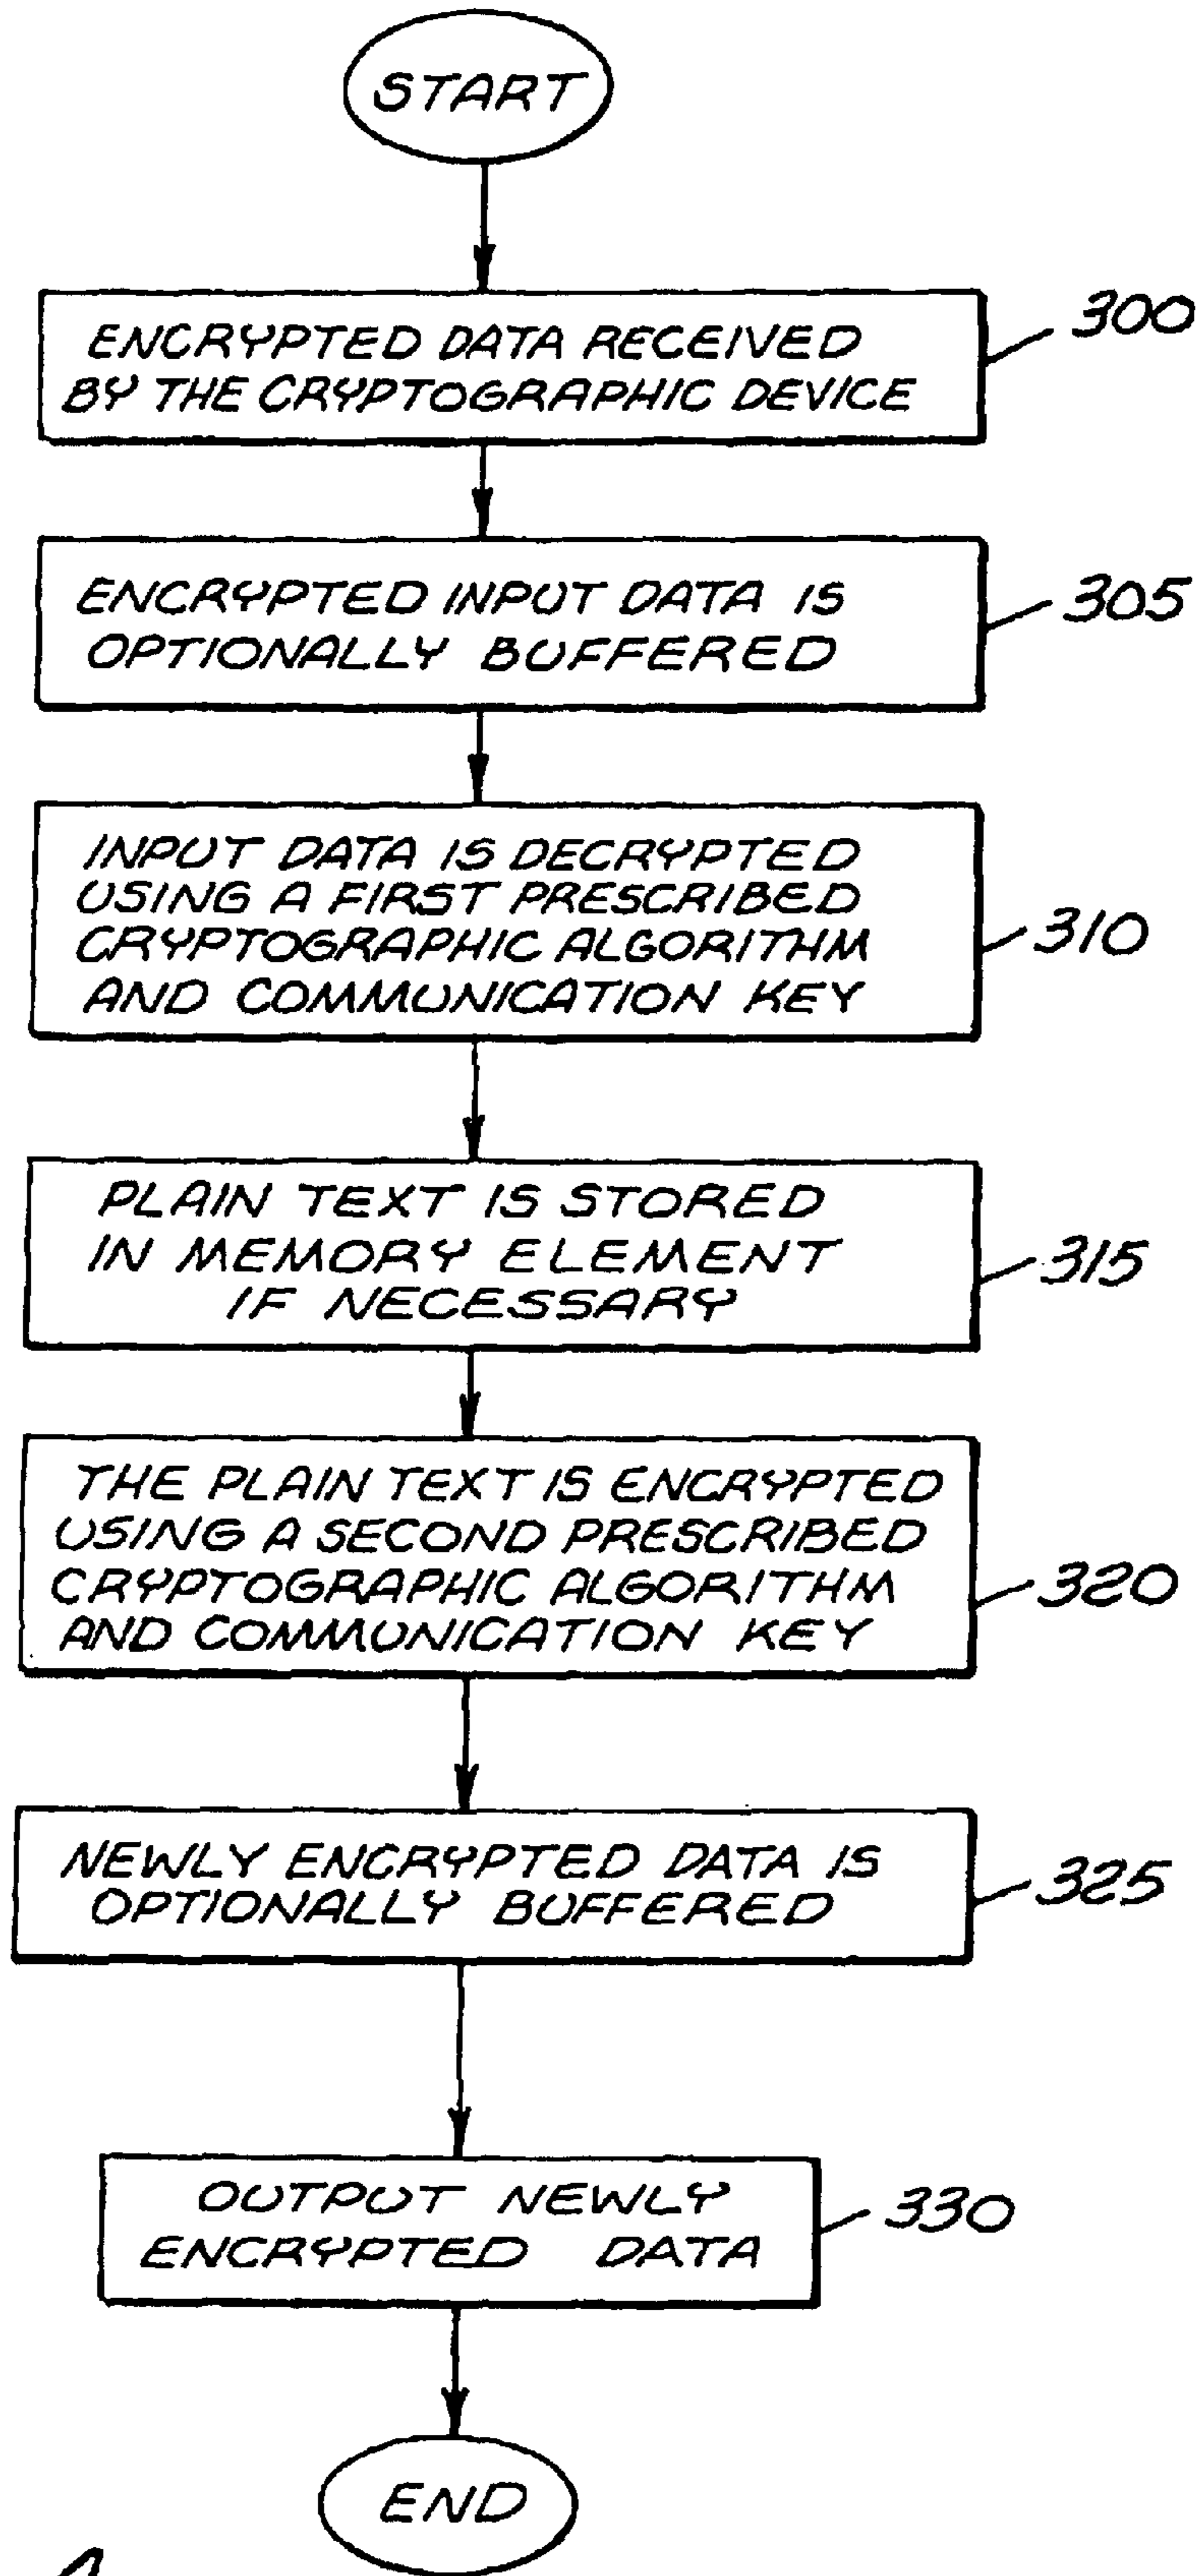 START
ENCRYPTED DATA RECEIVED
BY THE CRYPTOGRAPHIC DEVICE
300
ENCRYPTED INPUT DATA IS
OPTIONALLY BUFFERED
305
INPUT DATA IS DECRYPTED
USING A FIRST PRESCRIBED
CRYPTOGRAPHIC ALGORITHM
AND COMMUNICATION KEY
310
PLAIN TEXT IS STORED
IN MEMORY ELEMENT
IF NECESSARY
315
THE PLAIN TEXT IS ENCRYPTED
USING A SECOND PRESCRIBED
CRYPTOGRAPHIC ALGORITHM
AND COMMUNICATION KEY
320
NEWLY ENCRYPTED DATA IS
OPTIONALLY BUFFERED
325
OUTPUT NEWLY
ENCRYPTED DATA
330
END